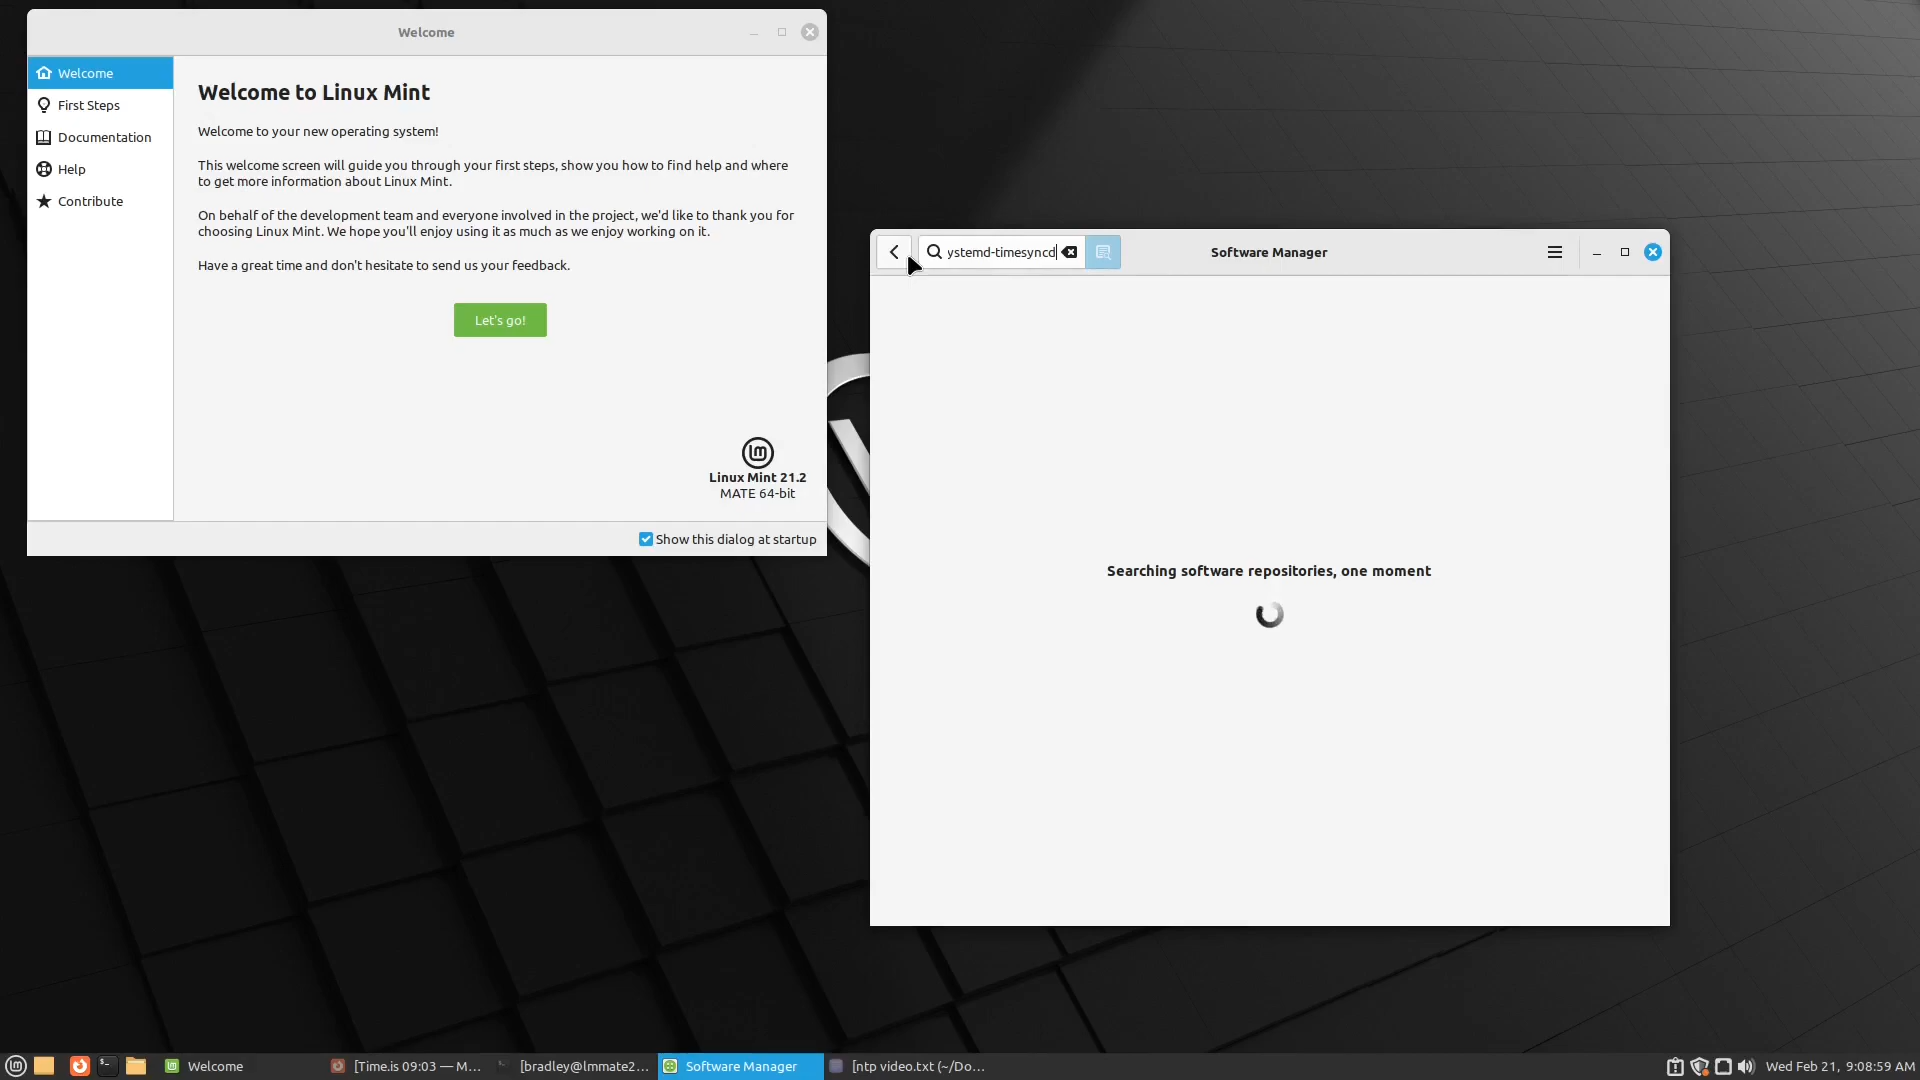 Welcome
Welcome
First Steps
Documentation
Help
Contribute
Welcome to Linux Mint
Welcome to your new operating system!
This welcome screen will guide you through your first steps, show you how to find help and where
to get more information about Linux Mint.
On behalf of the development team and everyone involved in the project, we'd like to thank you for
choosing Linux Mint. We hope you'll enjoy using it as much as we enjoy working on it.
Have a great time and don't hesitate to send us your feedback.
Let's go!
Linux Mint 21.2
MATE 64-bit
Show this dialog at startup
ystemd-timesyncd
Software Manager
Searching software repositories, one moment
Welcome
[Time.is 09:03 — M...
[bradley@lmmate2...
Software Manager
[ntp video.txt (~/Do...
Wed Feb 21, 9:08:59 AM